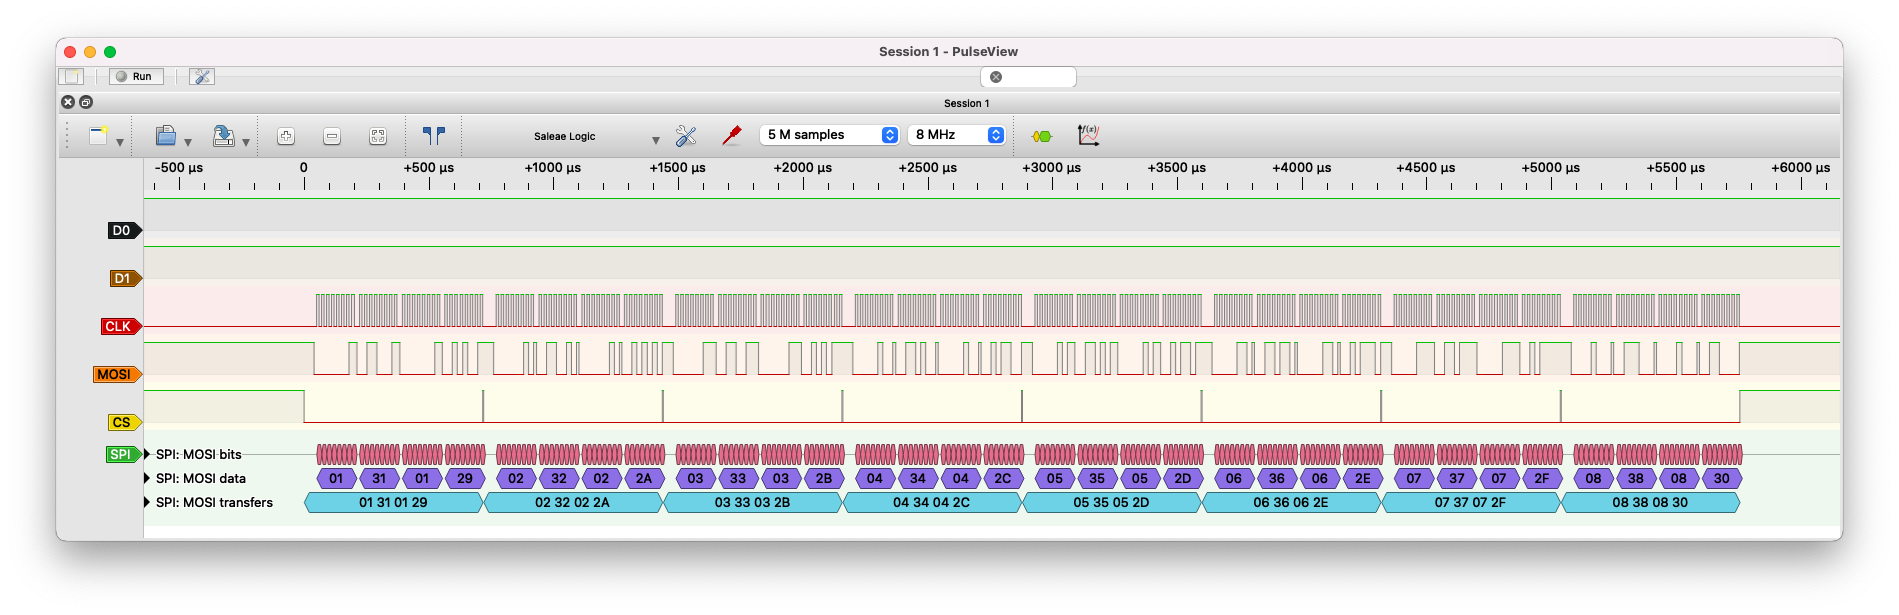 Session 1 - PulseView
Run
Session 1
Saleae Logic
5 M samples
8 MHz
f(x)
-500 µs 0 +500 µs +1000 µs +1500 µs +2000 µs +2500 µs +3000 µs +3500 µs +4000 µs +4500 µs +5000 µs +5500 µs +6000 µs
D0
D1
CLK
MOSI
CS
SPI SPI: MOSI bits
SPI: MOSI data 01 31 01 29 02 32 02 2A 03 33 03 2B 04 34 04 2C 05 35 05 2D 06 36 06 2E 07 37 07 2F 08 38 08 30
SPI: MOSI transfers 01 31 01 29 02 32 02 2A 03 33 03 2B 04 34 04 2C 05 35 05 2D 06 36 06 2E 07 37 07 2F 08 38 08 30